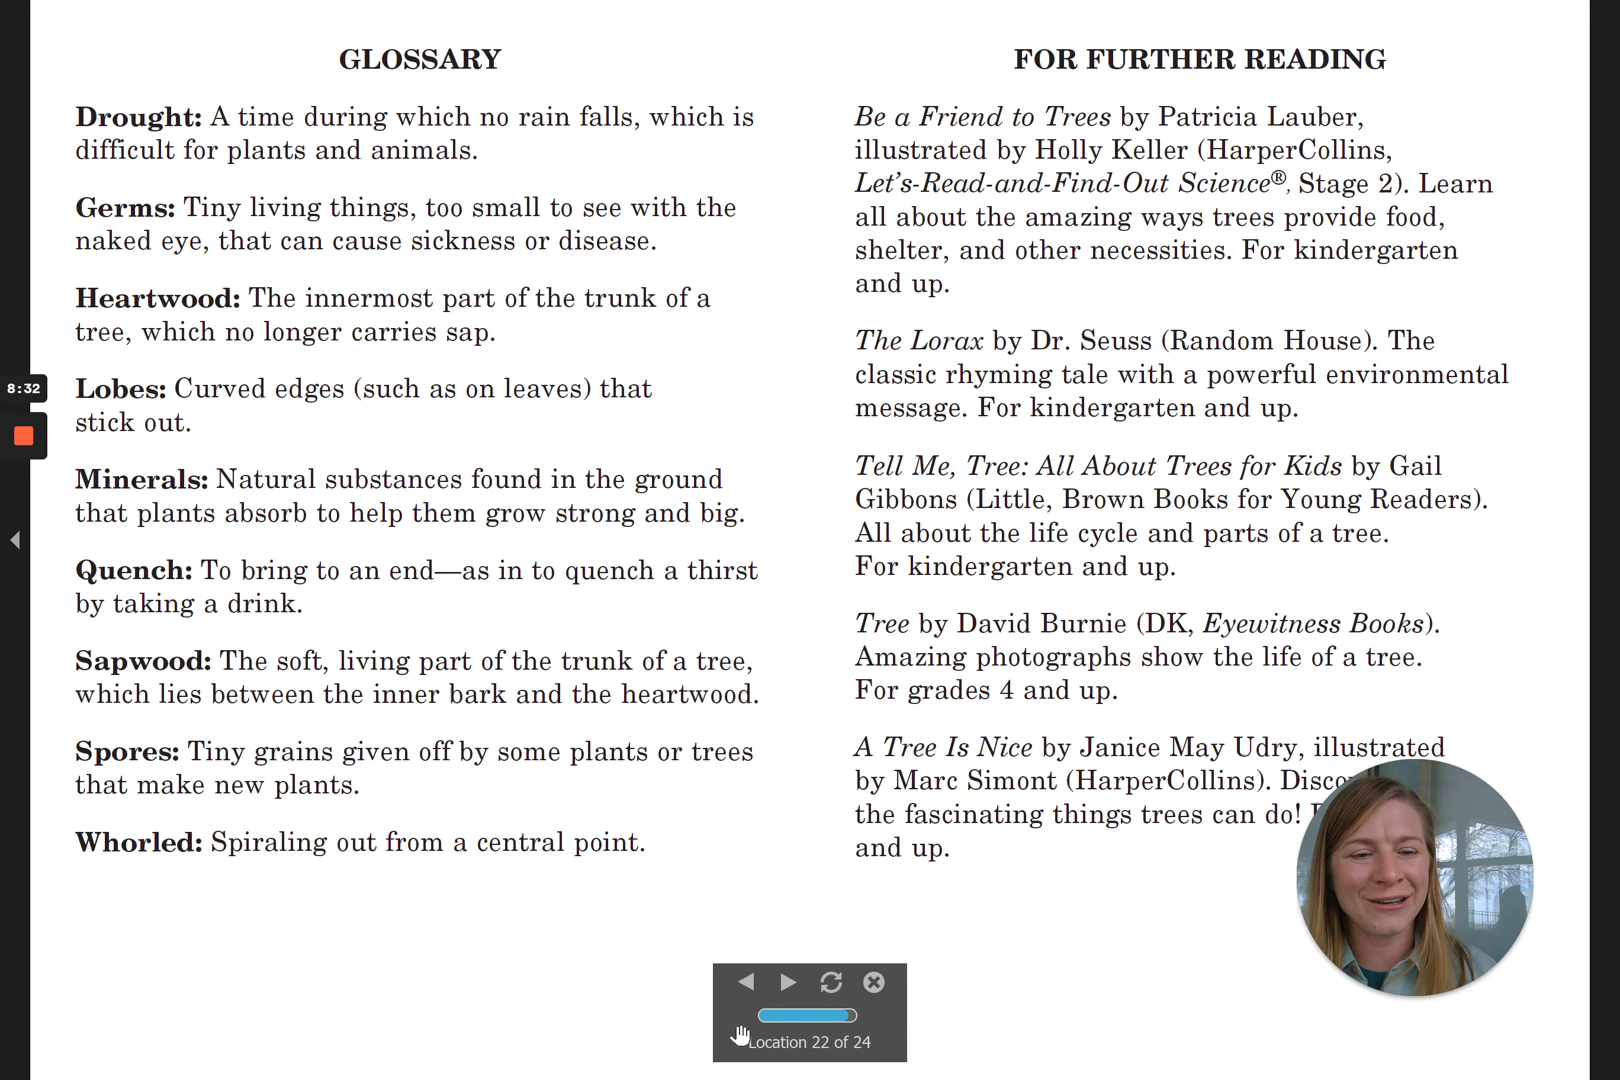 GLOSSARY
Drought: A time during which no rain falls, which is
difficult for plants and animals.
Germs: Tiny living things, too small to see with the
naked eye, that can cause sickness or disease.
Heartwood: The innermost part of the trunk of a
tree, which no longer carries sap.
Lobes: Curved edges (such as on leaves) that
stick out.
Minerals: Natural substances found in the ground
that plants absorb to help them grow strong and big.
Quench: To bring to an end—as in to quench a thirst
by taking a drink.
Sapwood: The soft, living part of the trunk of a tree,
which lies between the inner bark and the heartwood.
Spores: Tiny grains given off by some plants or trees
that make new plants.
Whorled: Spiraling out from a central point.
FOR FURTHER READING
Be a Friend to Trees by Patricia Lauber,
illustrated by Holly Keller (HarperCollins,
Let's-Read-and-Find-Out Science®, Stage 2). Learn
all about the amazing ways trees provide food,
shelter, and other necessities. For kindergarten
and up.
The Lorax by Dr. Seuss (Random House). The
classic rhyming tale with a powerful environmental
message. For kindergarten and up.
Tell Me, Tree: All About Trees for Kids by Gail
Gibbons (Little, Brown Books for Young Readers).
All about the life cycle and parts of a tree.
For kindergarten and up.
Tree by David Burnie (DK, Eyewitness Books).
Amazing photographs show the life of a tree.
For grades 4 and up.
A Tree Is Nice by Janice May Udry, illustrated
by Marc Simont (HarperCollins).
the fascinating things trees can do!
and up.
8:32
Location 22 of 24